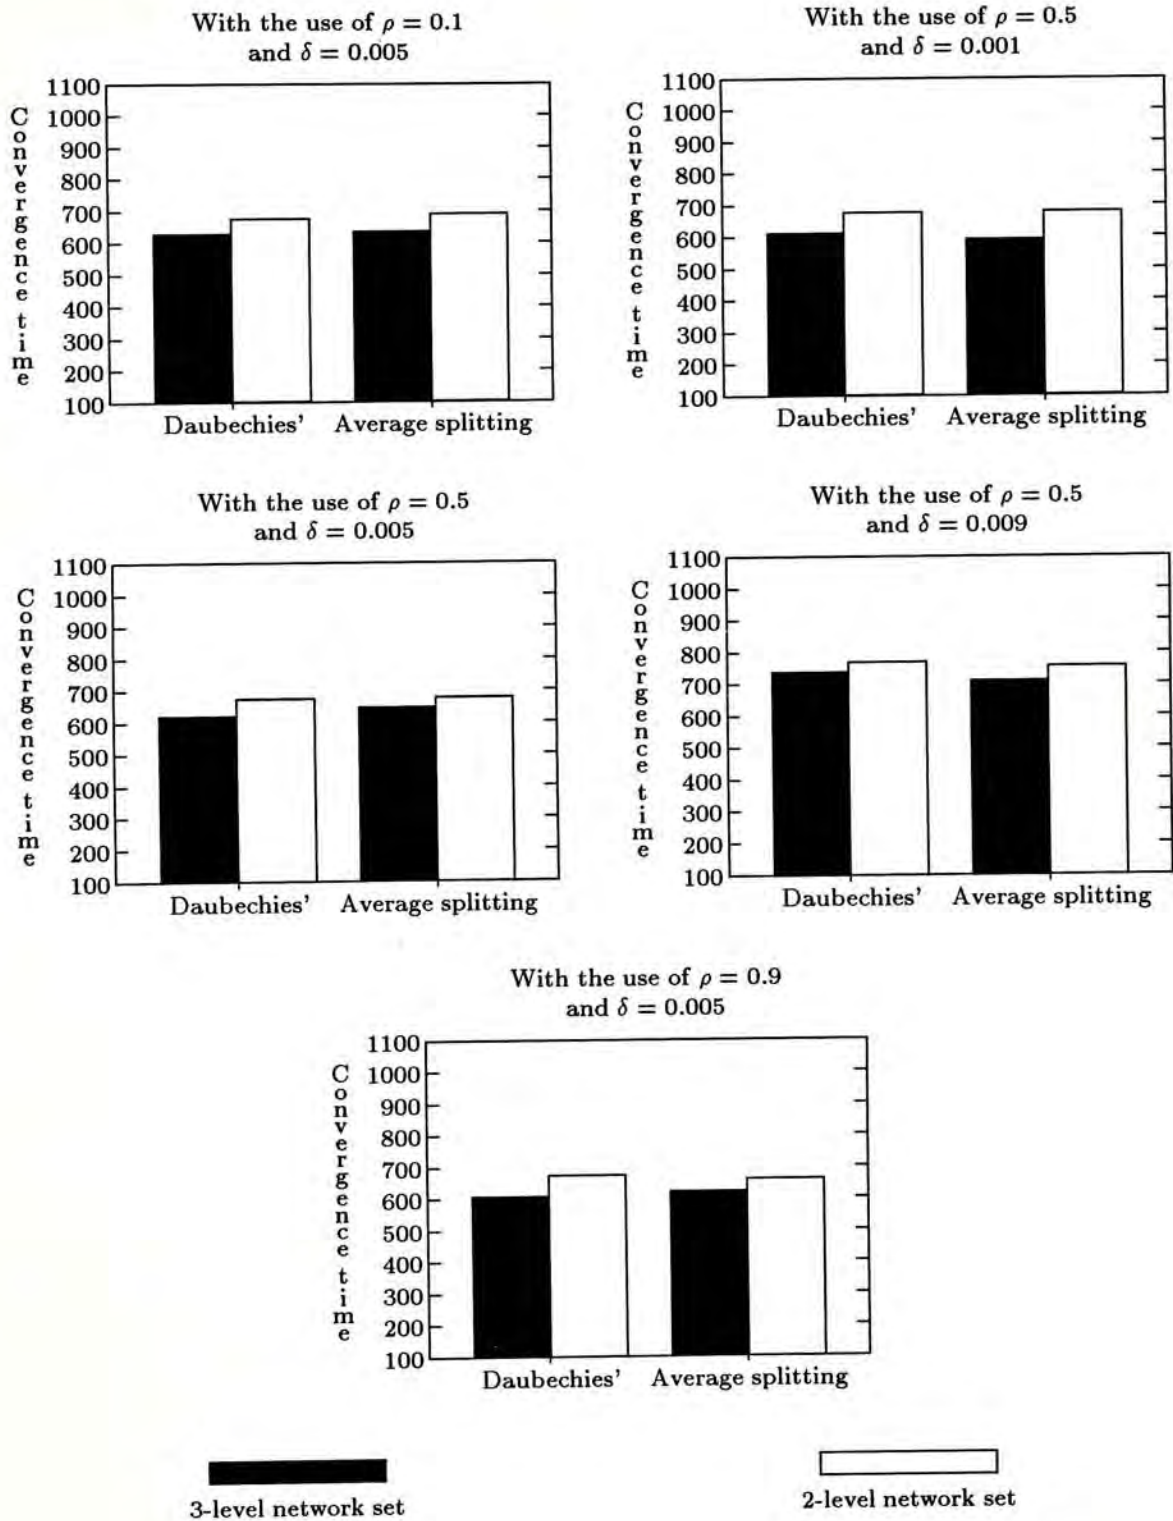 With the use of ρ = 0.1
and δ = 0.005
Convergence time
1100
1000
900
800
700
600
500
400
300
200
100
Daubechies' Average splitting
With the use of ρ = 0.5
and δ = 0.001
Convergence time
1100
1000
900
800
700
600
500
400
300
200
100
Daubechies' Average splitting
With the use of ρ = 0.5
and δ = 0.005
Convergence time
1100
1000
900
800
700
600
500
400
300
200
100
Daubechies' Average splitting
With the use of ρ = 0.5
and δ = 0.009
Convergence time
1100
1000
900
800
700
600
500
400
300
200
100
Daubechies' Average splitting
With the use of ρ = 0.9
and δ = 0.005
Convergence time
1100
1000
900
800
700
600
500
400
300
200
100
Daubechies' Average splitting
3-level network set
2-level network set